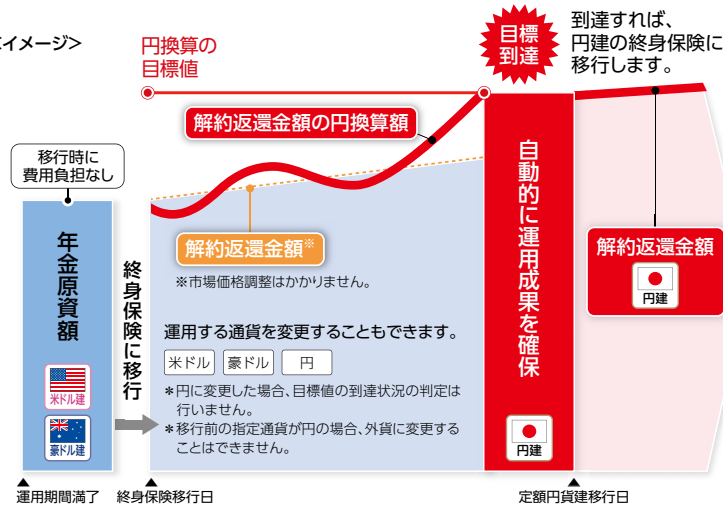 イメージ>
円換算の
目標値
目標
到達
到達すれば、
円建の終身保険に
移行します。
解約返還金額の円換算額
移行時に
費用負担なし
年金原資額
米ドル建
豪ドル建
終身保険に移行
解約返還金額※
※市場価格調整はかかりません。
運用する通貨を変更することもできます。
米ドル 豪ドル 円
＊円に変更した場合、目標値の到達状況の判定は
行いません。
＊移行前の指定通貨が円の場合、外貨に変更する
ことはできません。
自動的に運用成果を確保
円建
解約返還金額
円建
▲ ▲ ▲
運用期間満了 終身保険移行日 定額円貨建移行日